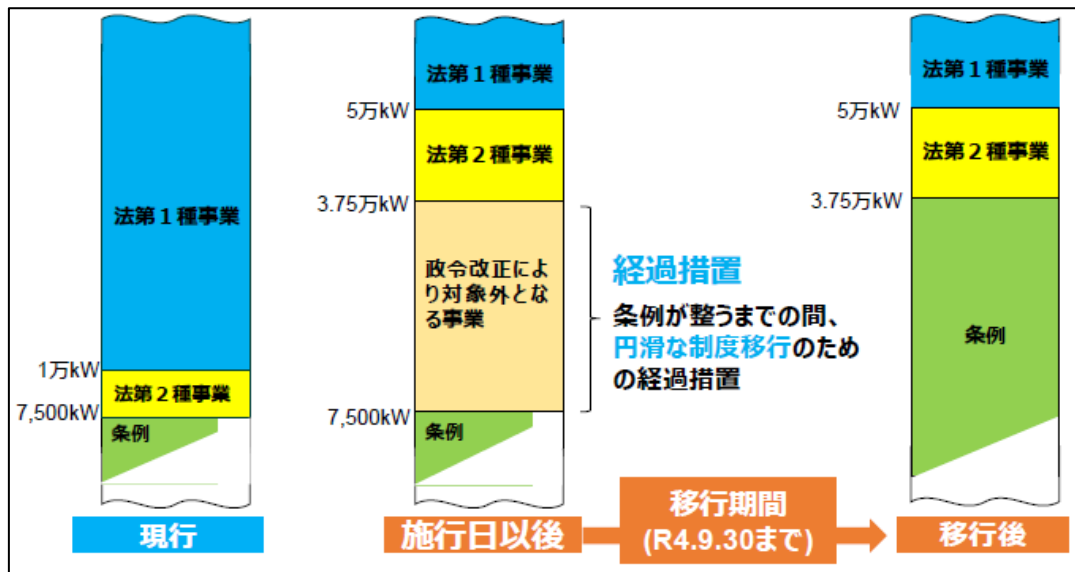 法第１種事業
1万kW
法第２種事業
7,500kW
条例
現行
法第１種事業
5万kW
法第２種事業
3.75万kW
政令改正によ
り対象外とな
る事業
7,500kW
条例
施行日以後
経過措置
条例が整うまでの間、
円滑な制度移行のため
の経過措置
移行期間
(R4.9.30まで)
法第１種事業
5万kW
法第２種事業
3.75万kW
条例
移行後